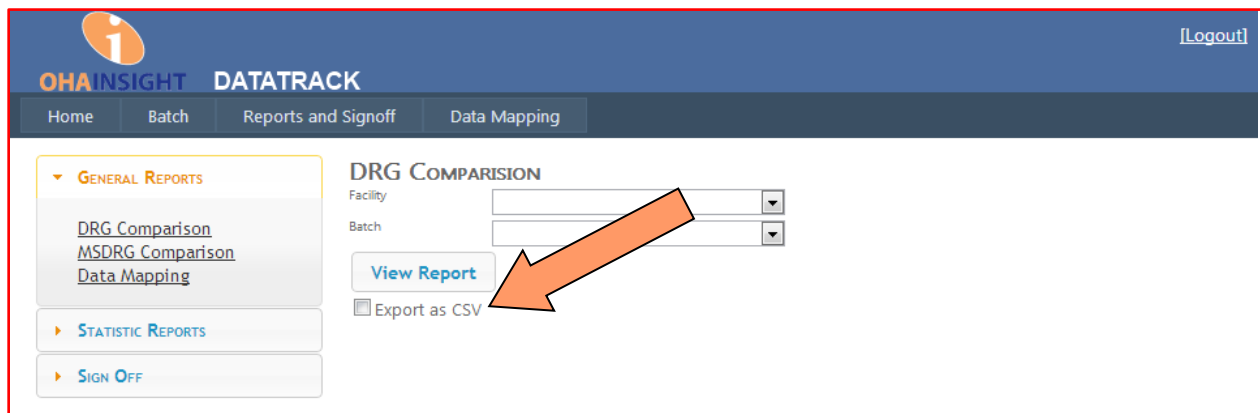 [Logout]
i
OHAINSIGHT DATATRACK
Home Batch Reports and Signoff Data Mapping
GENERAL REPORTS
DRG Comparison
MSDRG Comparison
Data Mapping
STATISTIC REPORTS
SIGN OFF
DRG COMPARISION
Facility
Batch
View Report
Export as CSV